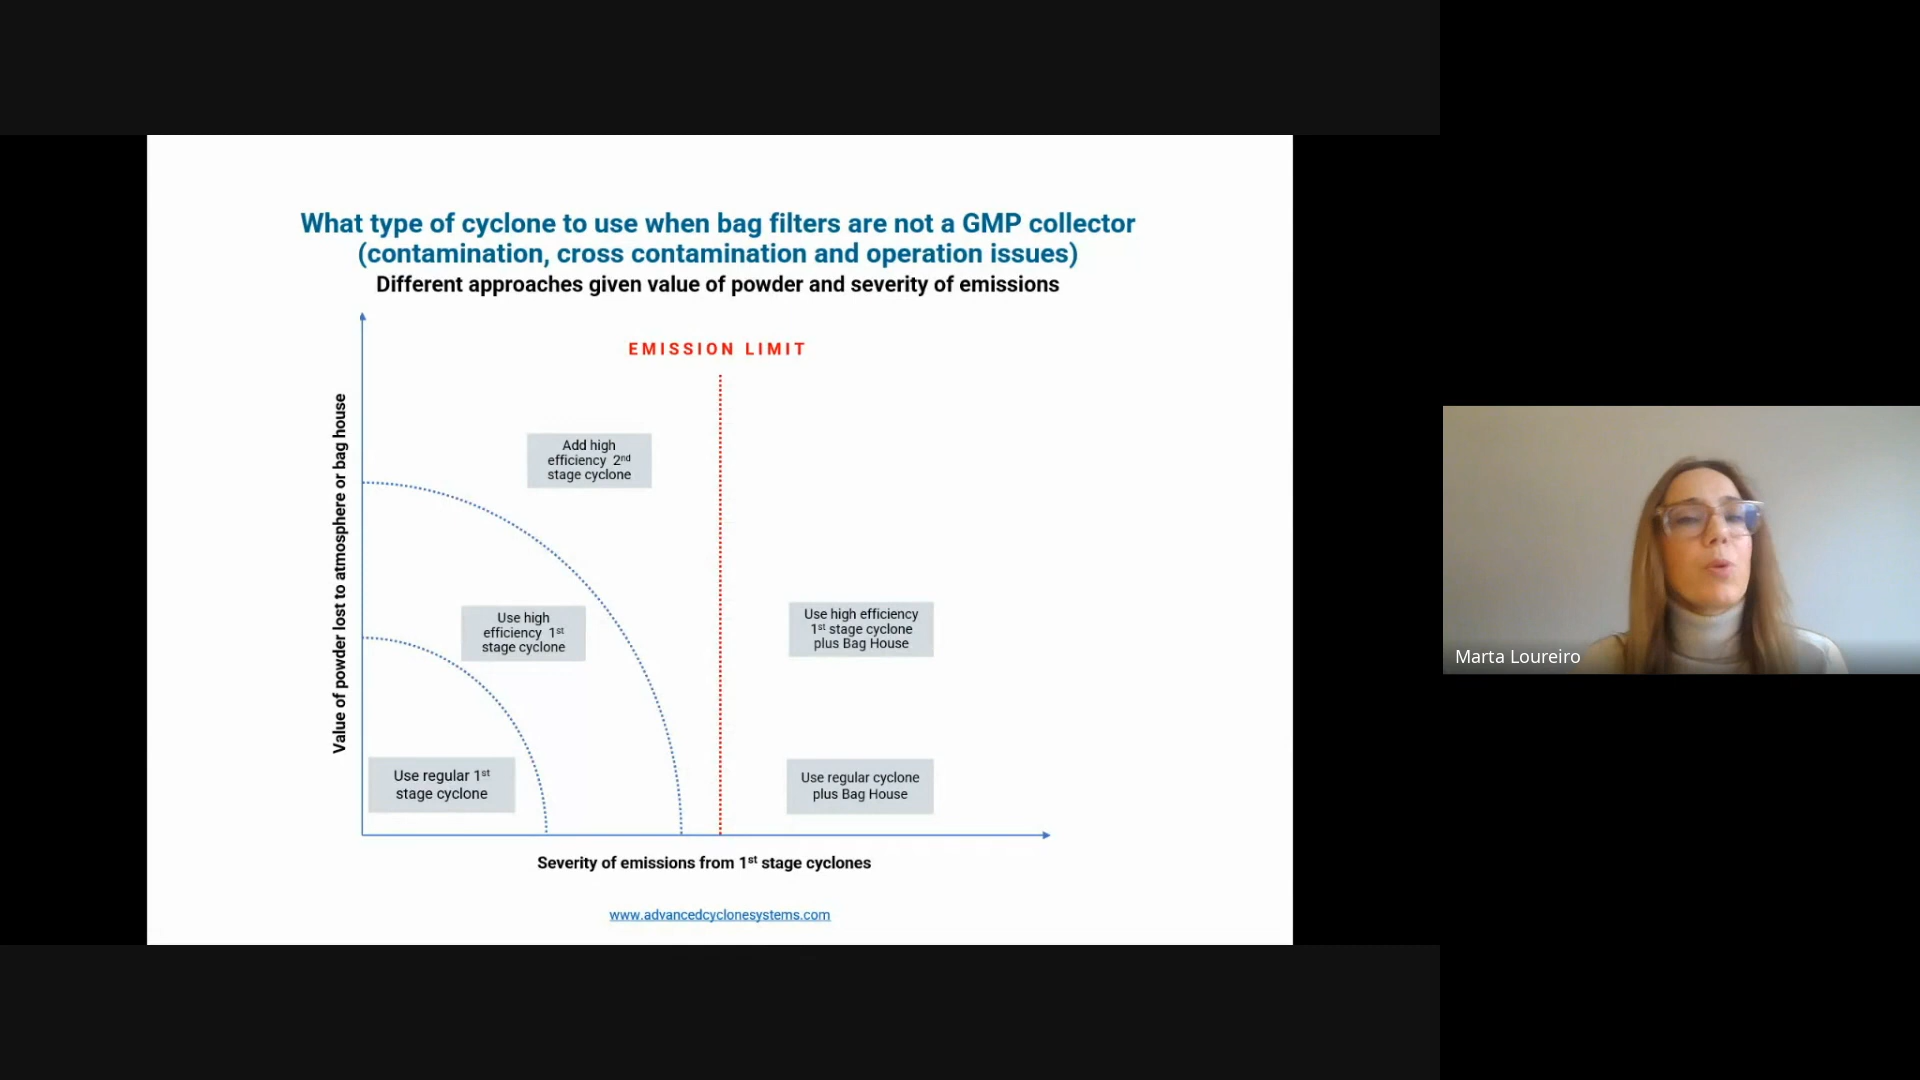 What type of cyclone to use when bag filters are not a GMP collector
(contamination, cross contamination and operation issues)
Different approaches given value of powder and severity of emissions
EMISSION LIMIT
Value of powder lost to atmosphere or bag house
Add high
efficiency 2nd
stage cyclone
Use high
efficiency 1st
stage cyclone
Use high efficiency
1st stage cyclone
plus Bag House
Use regular 1st
stage cyclone
Use regular cyclone
plus Bag House
Severity of emissions from 1st stage cyclones
www.advancedcyclonesystems.com
Marta Loureiro